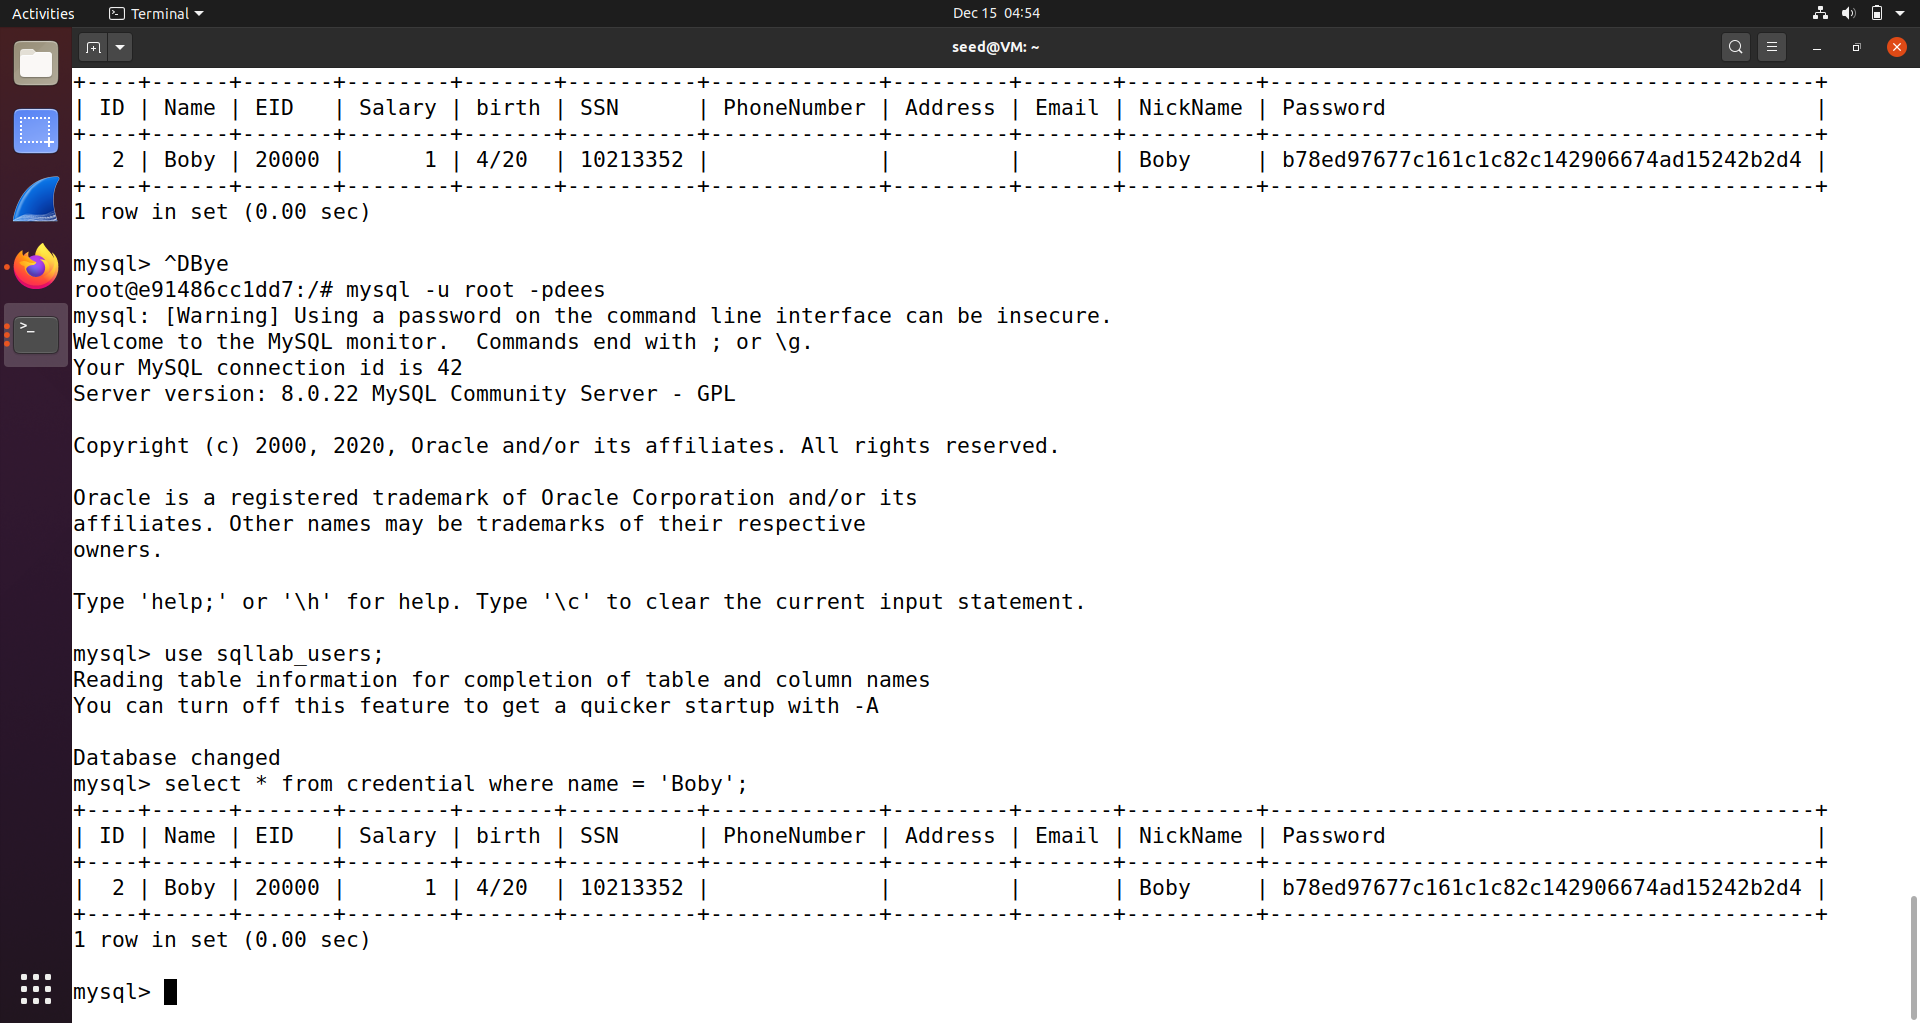 Activities Terminal Dec 15 04:54
seed@VM: ~
+----+------+-------+--------+-------+----------+-------------+---------+-------+----------+------------------------------------------+
| ID | Name | EID   | Salary | birth | SSN      | PhoneNumber | Address | Email | NickName | Password                                 |
+----+------+-------+--------+-------+----------+-------------+---------+-------+----------+------------------------------------------+
|  2 | Boby | 20000 |      1 | 4/20  | 10213352 |             |         |       | Boby     | b78ed97677c161c1c82c142906674ad15242b2d4 |
+----+------+-------+--------+-------+----------+-------------+---------+-------+----------+------------------------------------------+
1 row in set (0.00 sec)
mysql> ^DBye
root@e91486cc1dd7:/# mysql -u root -pdees
mysql: [Warning] Using a password on the command line interface can be insecure.
Welcome to the MySQL monitor.  Commands end with ; or \g.
Your MySQL connection id is 42
Server version: 8.0.22 MySQL Community Server - GPL
Copyright (c) 2000, 2020, Oracle and/or its affiliates. All rights reserved.
Oracle is a registered trademark of Oracle Corporation and/or its
affiliates. Other names may be trademarks of their respective
owners.
Type 'help;' or '\h' for help. Type '\c' to clear the current input statement.
mysql> use sqllab_users;
Reading table information for completion of table and column names
You can turn off this feature to get a quicker startup with -A
Database changed
mysql> select * from credential where name = 'Boby';
+----+------+-------+--------+-------+----------+-------------+---------+-------+----------+------------------------------------------+
| ID | Name | EID   | Salary | birth | SSN      | PhoneNumber | Address | Email | NickName | Password                                 |
+----+------+-------+--------+-------+----------+-------------+---------+-------+----------+------------------------------------------+
|  2 | Boby | 20000 |      1 | 4/20  | 10213352 |             |         |       | Boby     | b78ed97677c161c1c82c142906674ad15242b2d4 |
+----+------+-------+--------+-------+----------+-------------+---------+-------+----------+------------------------------------------+
1 row in set (0.00 sec)
mysql>